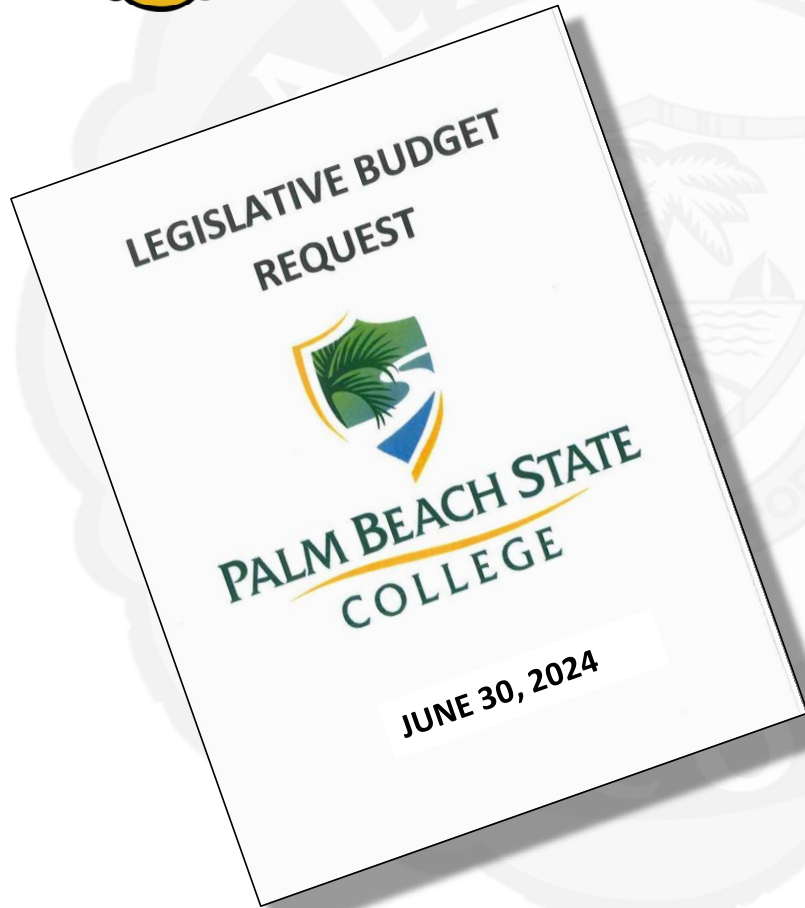 LEGISLATIVE BUDGET
REQUEST
PALM BEACH STATE
COLLEGE
JUNE 30, 2024